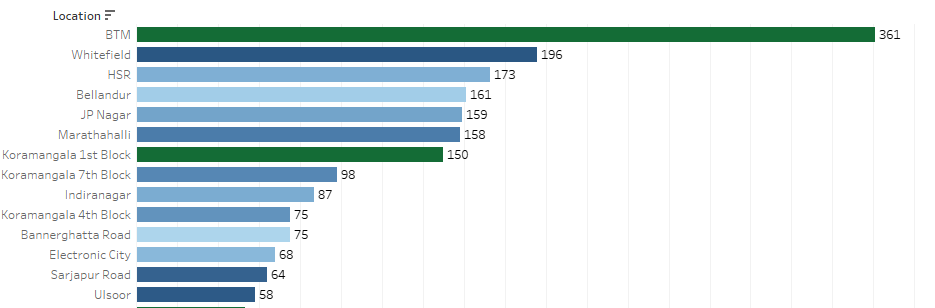 Location
BTM 361
Whitefield 196
HSR 173
Bellandur 161
JP Nagar 159
Marathahalli 158
Koramangala 1st Block 150
Koramangala 7th Block 98
Indiranagar 87
Koramangala 4th Block 75
Bannerghatta Road 75
Electronic City 68
Sarjapur Road 64
Ulsoor 58